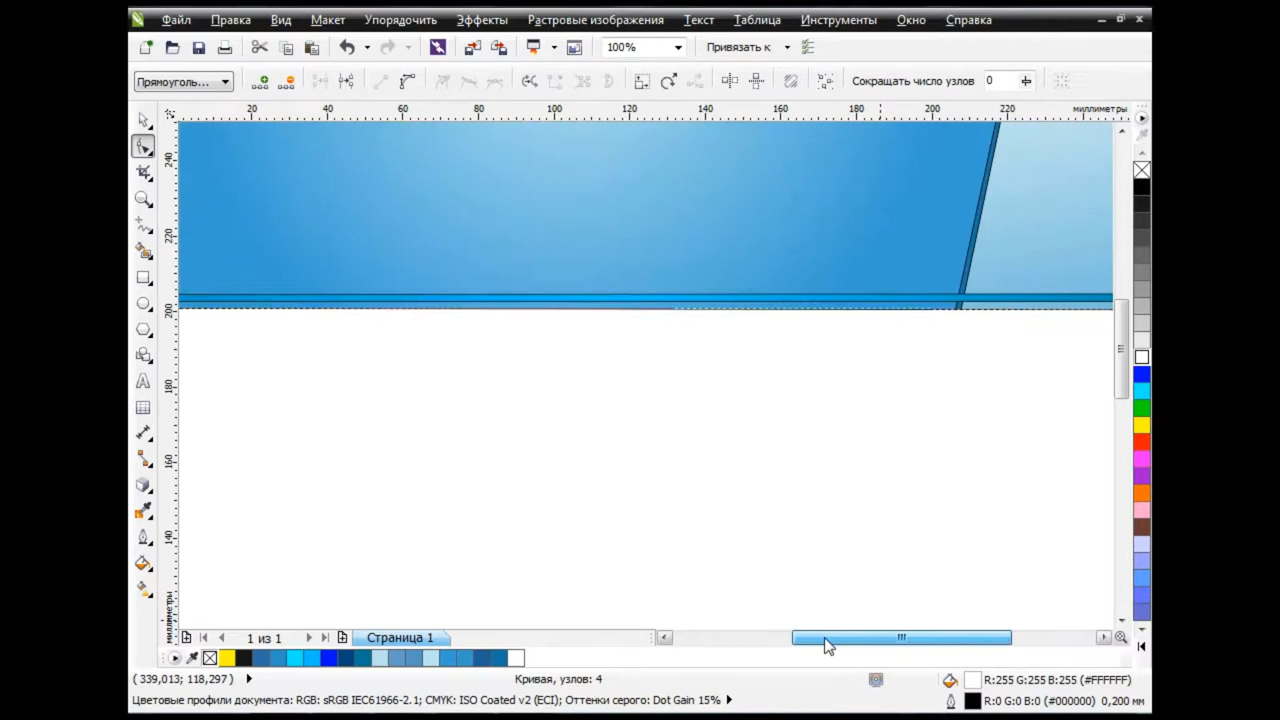 Файл Правка Вид Макет Упорядочить Эффекты Растровые изображения Текст Таблица Инструменты Окно Справка
100% Привязать к
Прямоуголь... Сокращать число узлов 0
20 40 60 80 100 120 140 160 180 200 220 миллиметры
240
220
200
180
160
140
миллиметры
1 из 1 Страница 1
( 339,013; 118,297) Кривая, узлов: 4 R:255 G:255 B:255 (#FFFFFF)
Цветовые профили документа: RGB: sRGB IEC61966-2.1; CMYK: ISO Coated v2 (ECI); Оттенки серого: Dot Gain 15% R:0 G:0 B:0 (#000000) 0,200 мм